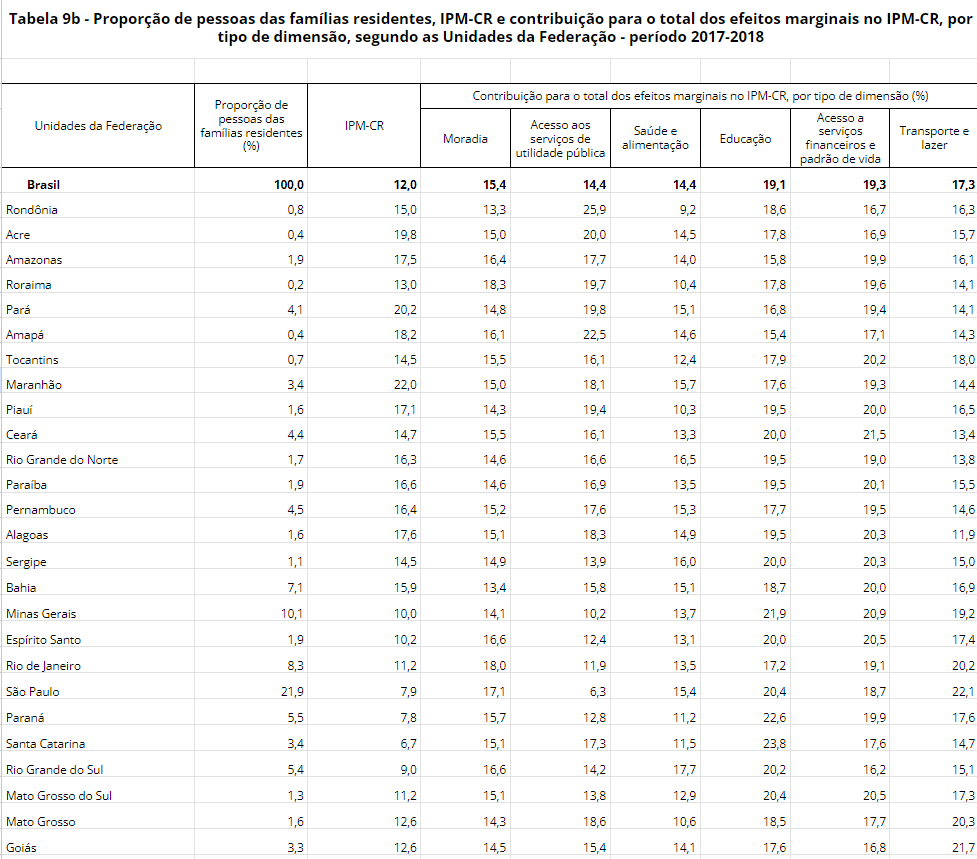 Tabela 9b - Proporção de pessoas das famílias residentes, IPM-CR e contribuição para o total dos efeitos marginais no IPM-CR, por
tipo de dimensão, segundo as Unidades da Federação - período 2017-2018
Unidades da Federação
Proporção de
pessoas das
famílias residentes
(%)
IPM-CR
Contribuição para o total dos efeitos marginais no IPM-CR, por tipo de dimensão (%)
Moradia
Acesso aos
serviços de
utilidade pública
Saúde e
alimentação
Educação
Acesso a
serviços
financeiros e
padrão de vida
Transporte e
lazer
Brasil 100,0 12,0 15,4 14,4 14,4 19,1 19,3 17,3
Rondônia 0,8 15,0 13,3 25,9 9,2 18,6 16,7 16,3
Acre 0,4 19,8 15,0 20,0 14,5 17,8 16,9 15,7
Amazonas 1,9 17,5 16,4 17,7 14,0 15,8 19,9 16,1
Roraima 0,2 13,0 18,3 19,7 10,4 17,8 19,6 14,1
Pará 4,1 20,2 14,8 19,8 15,1 16,8 19,4 14,1
Amapá 0,4 18,2 16,1 22,5 14,6 15,4 17,1 14,3
Tocantins 0,7 14,5 15,5 16,1 12,4 17,9 20,2 18,0
Maranhão 3,4 22,0 15,0 18,1 15,7 17,6 19,3 14,4
Piauí 1,6 17,1 14,3 19,4 10,3 19,5 20,0 16,5
Ceará 4,4 14,7 15,5 16,1 13,3 20,0 21,5 13,4
Rio Grande do Norte 1,7 16,3 14,6 16,6 16,5 19,5 19,0 13,8
Paraíba 1,9 16,6 14,6 16,9 13,5 19,5 20,1 15,5
Pernambuco 4,5 16,4 15,2 17,6 15,3 17,7 19,5 14,6
Alagoas 1,6 17,6 15,1 18,3 14,9 19,5 20,3 11,9
Sergipe 1,1 14,5 14,9 13,9 16,0 20,0 20,3 15,0
Bahia 7,1 15,9 13,4 15,8 15,1 18,7 20,0 16,9
Minas Gerais 10,1 10,0 14,1 10,2 13,7 21,9 20,9 19,2
Espírito Santo 1,9 10,2 16,6 12,4 13,1 20,0 20,5 17,4
Rio de Janeiro 8,3 11,2 18,0 11,9 13,5 17,2 19,1 20,2
São Paulo 21,9 7,9 17,1 6,3 15,4 20,4 18,7 22,1
Paraná 5,5 7,8 15,7 12,8 11,2 22,6 19,9 17,6
Santa Catarina 3,4 6,7 15,1 17,3 11,5 23,8 17,6 14,7
Rio Grande do Sul 5,4 9,0 16,6 14,2 17,7 20,2 16,2 15,1
Mato Grosso do Sul 1,3 11,2 15,1 13,8 12,9 20,4 20,5 17,3
Mato Grosso 1,6 12,6 14,3 18,6 10,6 18,5 17,7 20,3
Goiás 3,3 12,6 14,5 15,4 14,1 17,6 16,8 21,7